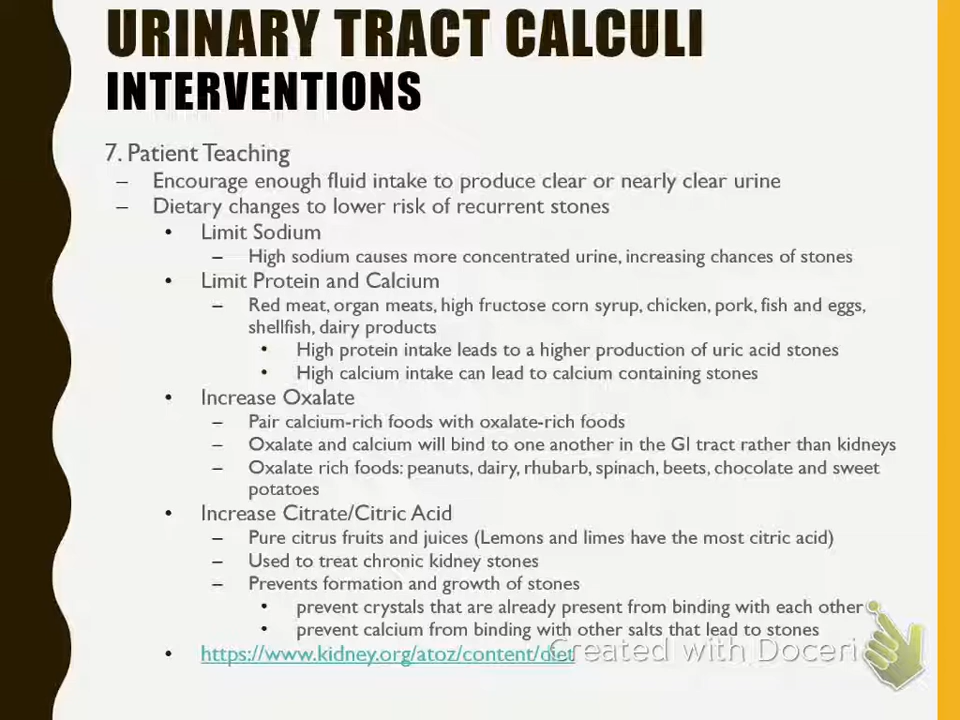 URINARY TRACT CALCULI
INTERVENTIONS
7. Patient Teaching
– Encourage enough fluid intake to produce clear or nearly clear urine
– Dietary changes to lower risk of recurrent stones
• Limit Sodium
– High sodium causes more concentrated urine, increasing chances of stones
• Limit Protein and Calcium
– Red meat, organ meats, high fructose corn syrup, chicken, pork, fish and eggs,
shellfish, dairy products
• High protein intake leads to a higher production of uric acid stones
• High calcium intake can lead to calcium containing stones
• Increase Oxalate
– Pair calcium-rich foods with oxalate-rich foods
– Oxalate and calcium will bind to one another in the GI tract rather than kidneys
– Oxalate rich foods: peanuts, dairy, rhubarb, spinach, beets, chocolate and sweet
potatoes
• Increase Citrate/Citric Acid
– Pure citrus fruits and juices (Lemons and limes have the most citric acid)
– Used to treat chronic kidney stones
– Prevents formation and growth of stones
• prevent crystals that are already present from binding with each other
• prevent calcium from binding with other salts that lead to stones
• https://www.kidney.org/atoz/content/diet
Created with Doceri